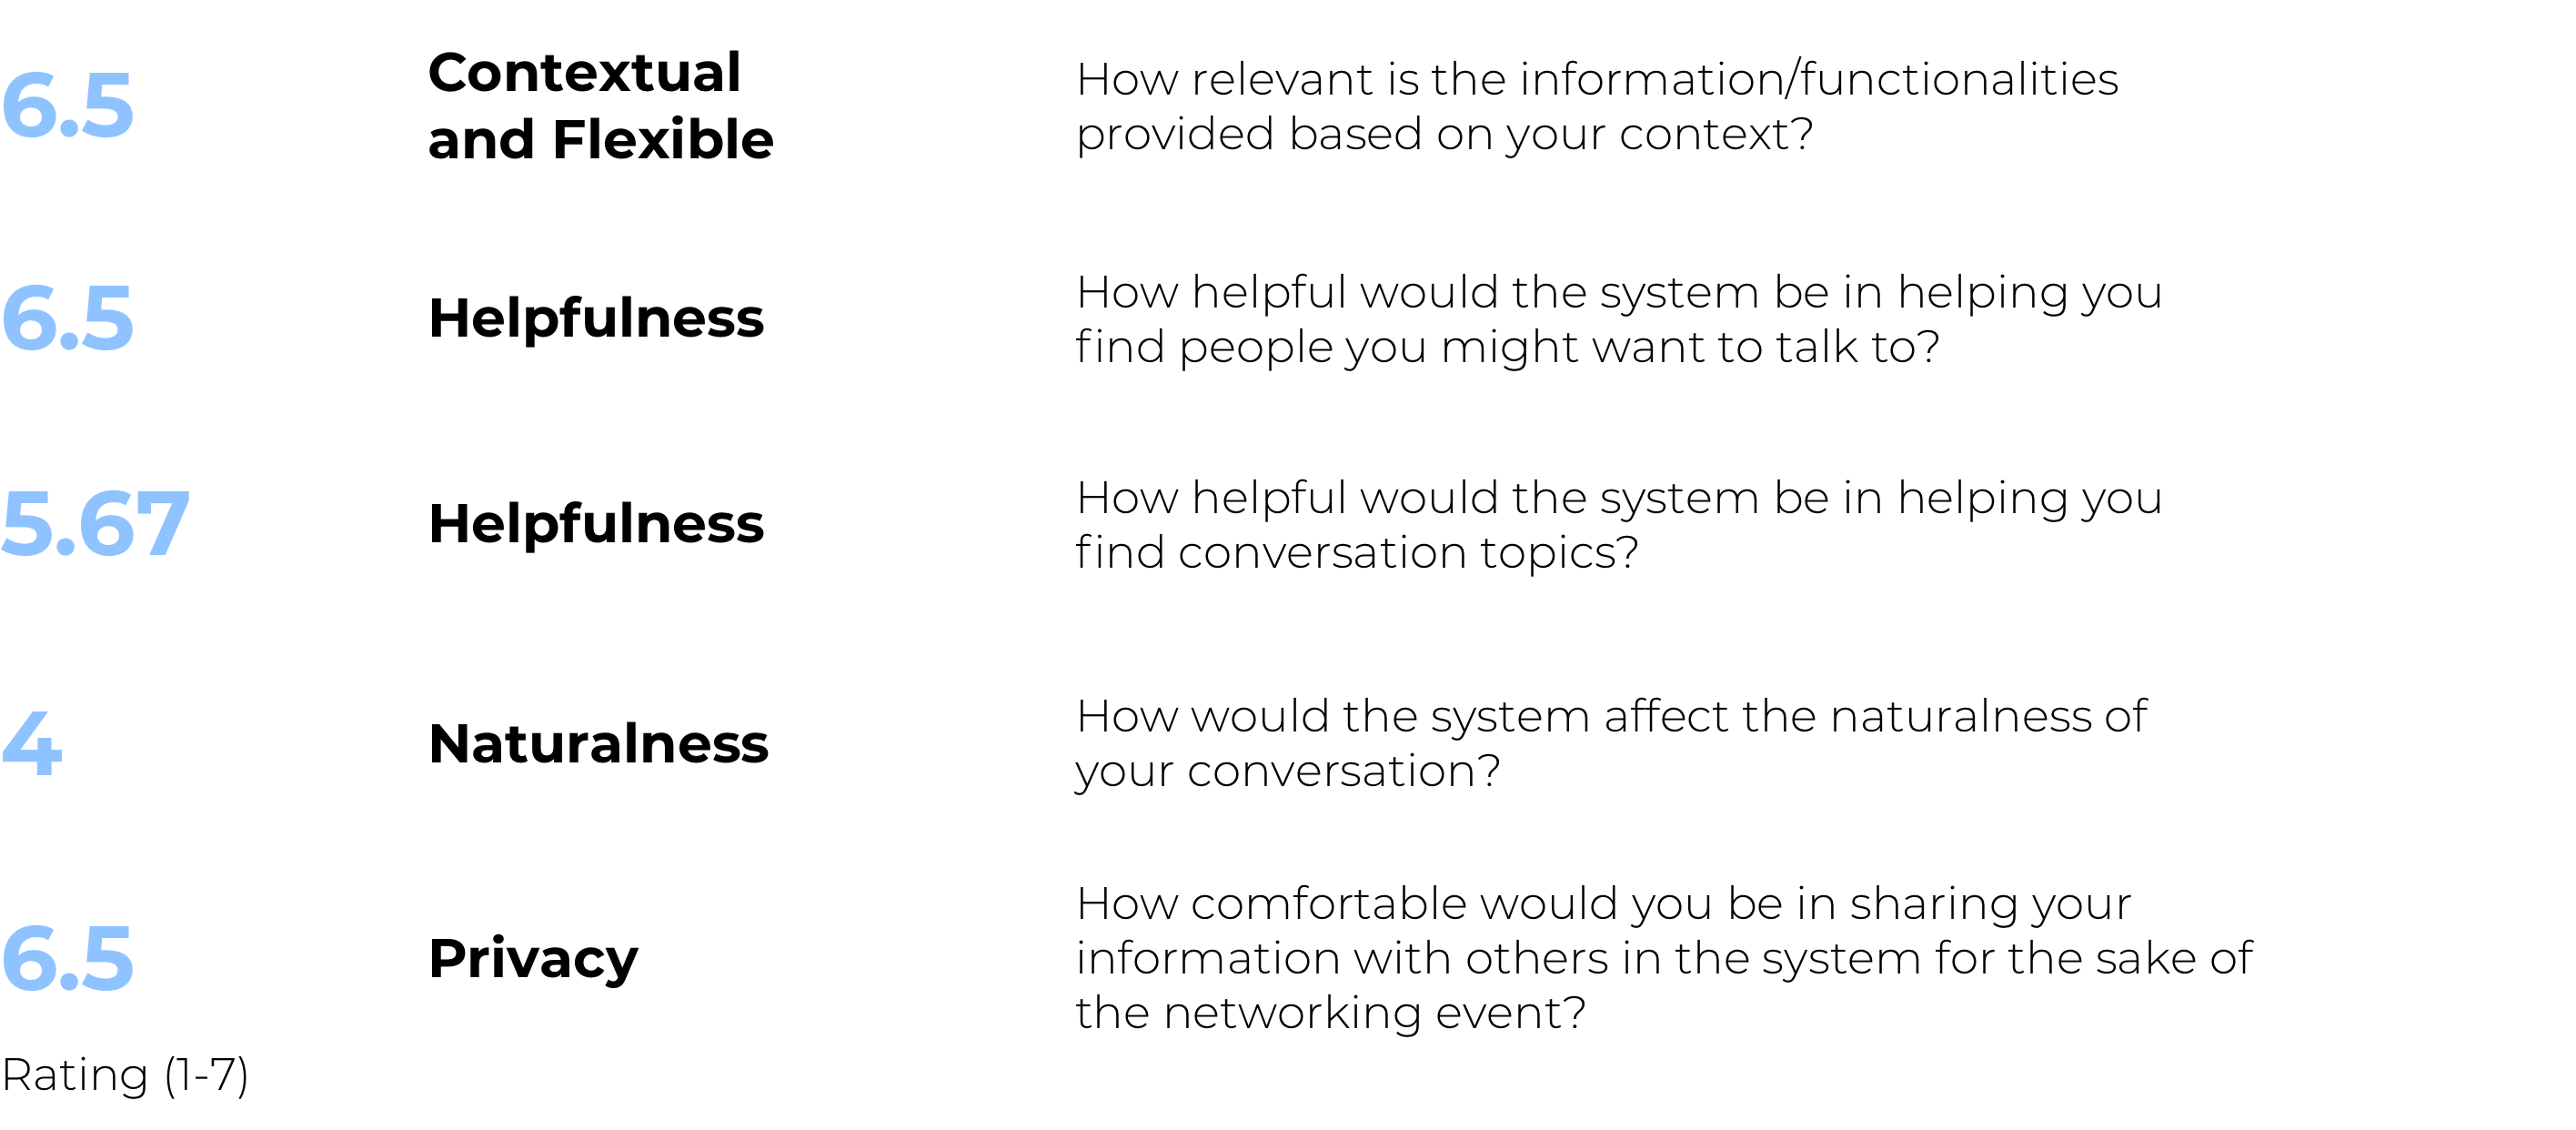 6.5
Contextual
and Flexible
How relevant is the information/functionalities
provided based on your context?
6.5
Helpfulness
How helpful would the system be in helping you
find people you might want to talk to?
5.67
Helpfulness
How helpful would the system be in helping you
find conversation topics?
4
Naturalness
How would the system affect the naturalness of
your conversation?
6.5
Privacy
How comfortable would you be in sharing your
information with others in the system for the sake of
the networking event?
Rating (1-7)